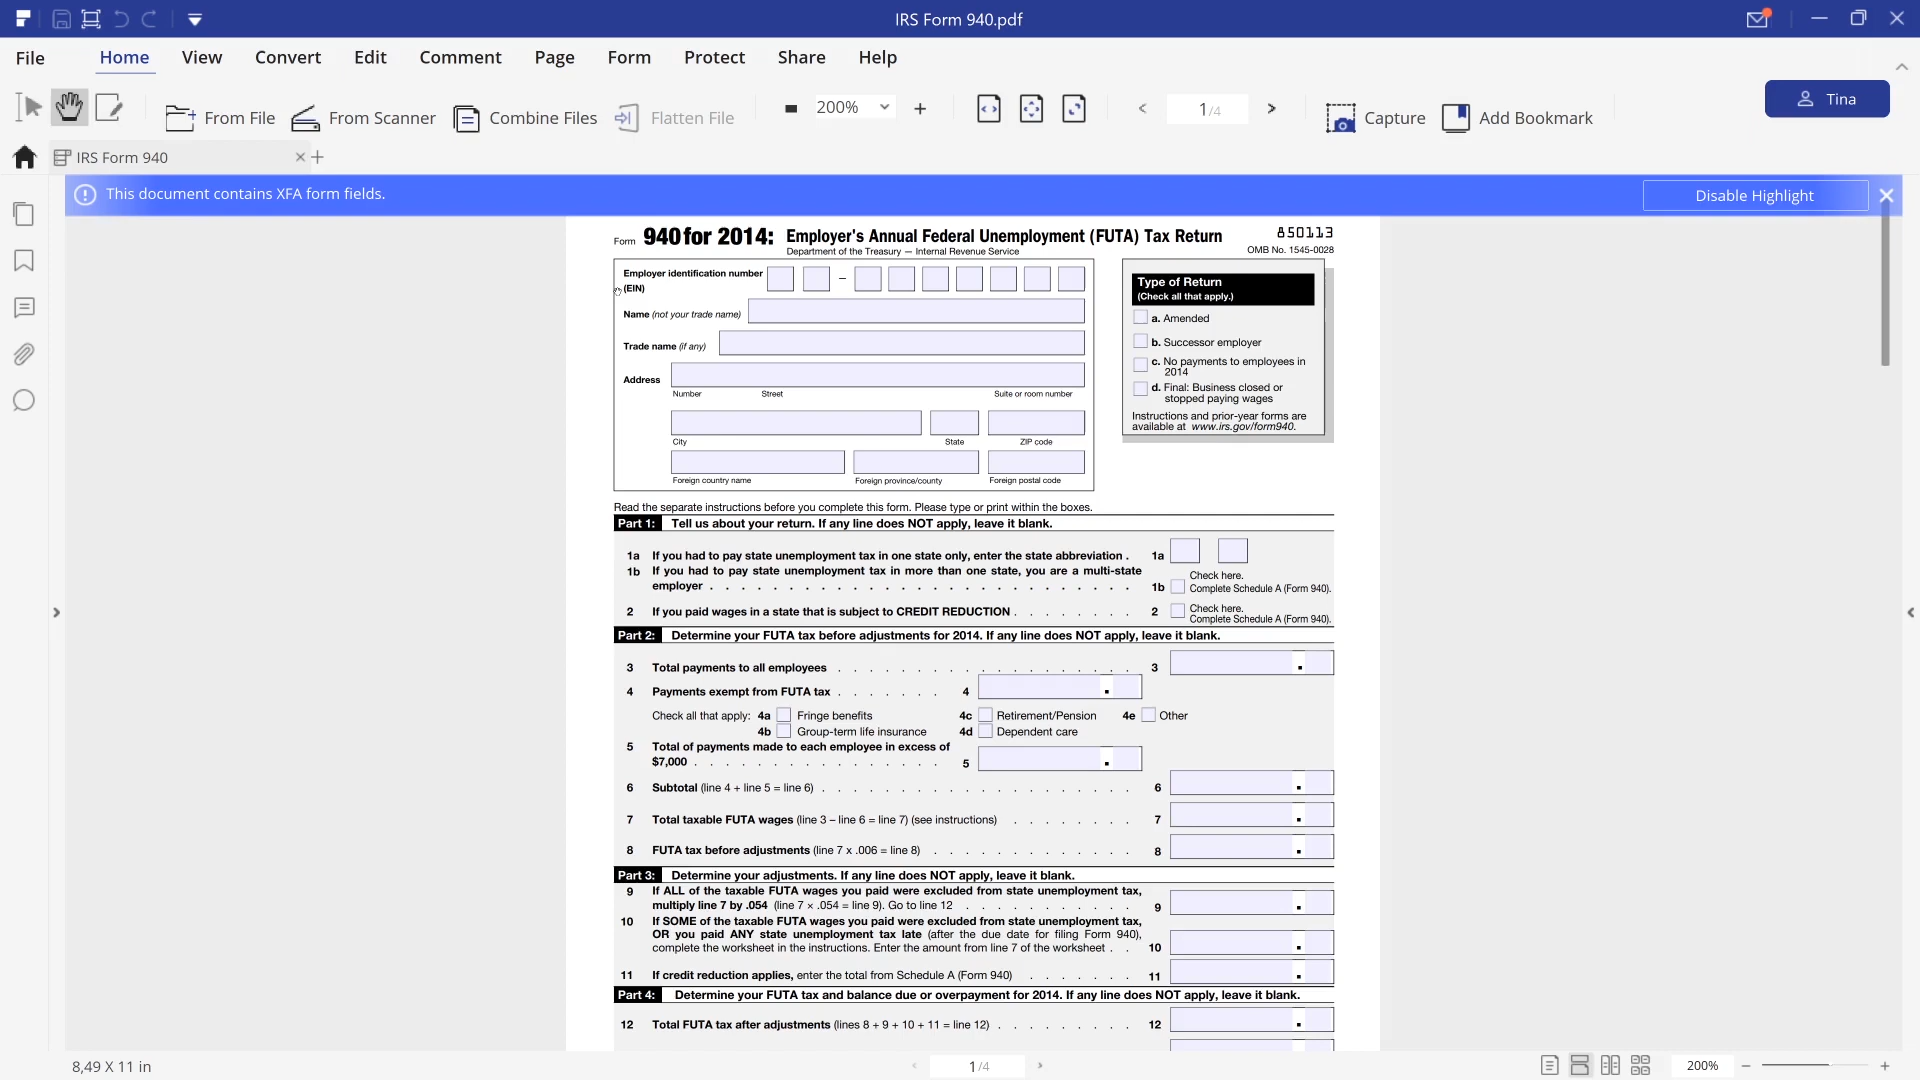 IRS Form 940.pdf
File Home View Convert Edit Comment Page Form Protect Share Help
From File From Scanner Combine Files Flatten File 200% 1/4 Capture Add Bookmark Tina
IRS Form 940
This document contains XFA form fields. Disable Highlight
Form 940 for 2014: Employer's Annual Federal Unemployment (FUTA) Tax Return 850113
Department of the Treasury — Internal Revenue Service OMB No. 1545-0028
Employer identification number
(EIN)
–
Name (not your trade name)
Trade name (if any)
Address
Number Street Suite or room number
City State ZIP code
Foreign country name Foreign province/county Foreign postal code
Type of Return
(Check all that apply.)
a. Amended
b. Successor employer
c. No payments to employees in
2014
d. Final: Business closed or
stopped paying wages
Instructions and prior-year forms are
available at www.irs.gov/form940.
Read the separate instructions before you complete this form. Please type or print within the boxes.
Part 1: Tell us about your return. If any line does NOT apply, leave it blank.
1a If you had to pay state unemployment tax in one state only, enter the state abbreviation . 1a
1b If you had to pay state unemployment tax in more than one state, you are a multi-state
employer . . . . . . . . . . . . . . . . . . . . . . . . . . . 1b Check here.
Complete Schedule A (Form 940).
2 If you paid wages in a state that is subject to CREDIT REDUCTION . . . . . . . . 2 Check here.
Complete Schedule A (Form 940).
Part 2: Determine your FUTA tax before adjustments for 2014. If any line does NOT apply, leave it blank.
3 Total payments to all employees . . . . . . . . . . . . . . . . . . . 3 .
4 Payments exempt from FUTA tax . . . . . . . 4 .
Check all that apply: 4a Fringe benefits 4c Retirement/Pension 4e Other
4b Group-term life insurance 4d Dependent care
5 Total of payments made to each employee in excess of
$7,000 . . . . . . . . . . . . . . . . 5 .
6 Subtotal (line 4 + line 5 = line 6) . . . . . . . . . . . . . . . . . . . . 6 .
7 Total taxable FUTA wages (line 3 – line 6 = line 7) (see instructions) . . . . . . . 7 .
8 FUTA tax before adjustments (line 7 x .006 = line 8) . . . . . . . . . . . . 8 .
Part 3: Determine your adjustments. If any line does NOT apply, leave it blank.
9 If ALL of the taxable FUTA wages you paid were excluded from state unemployment tax,
multiply line 7 by .054 (line 7 × .054 = line 9). Go to line 12 . . . . . . . . . . 9 .
10 If SOME of the taxable FUTA wages you paid were excluded from state unemployment tax,
OR you paid ANY state unemployment tax late (after the due date for filing Form 940),
complete the worksheet in the instructions. Enter the amount from line 7 of the worksheet . . 10 .
11 If credit reduction applies, enter the total from Schedule A (Form 940) . . . . . . 11 .
Part 4: Determine your FUTA tax and balance due or overpayment for 2014. If any line does NOT apply, leave it blank.
12 Total FUTA tax after adjustments (lines 8 + 9 + 10 + 11 = line 12) . . . . . . . . . 12 .
8,49 X 11 in 1/4 200%